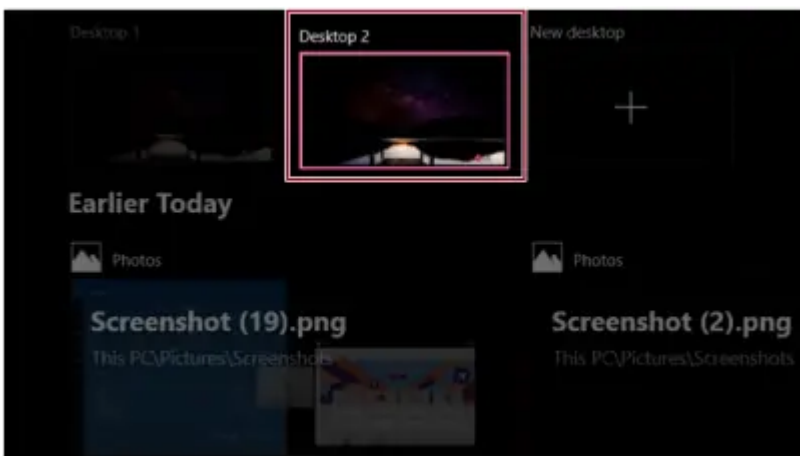 Desktop 1
Desktop 2
New desktop
Earlier Today
Photos
Photos
Screenshot (19).png
Screenshot (2).png
This PC\Pictures\Screenshots
This PC\Pictures\Screenshots